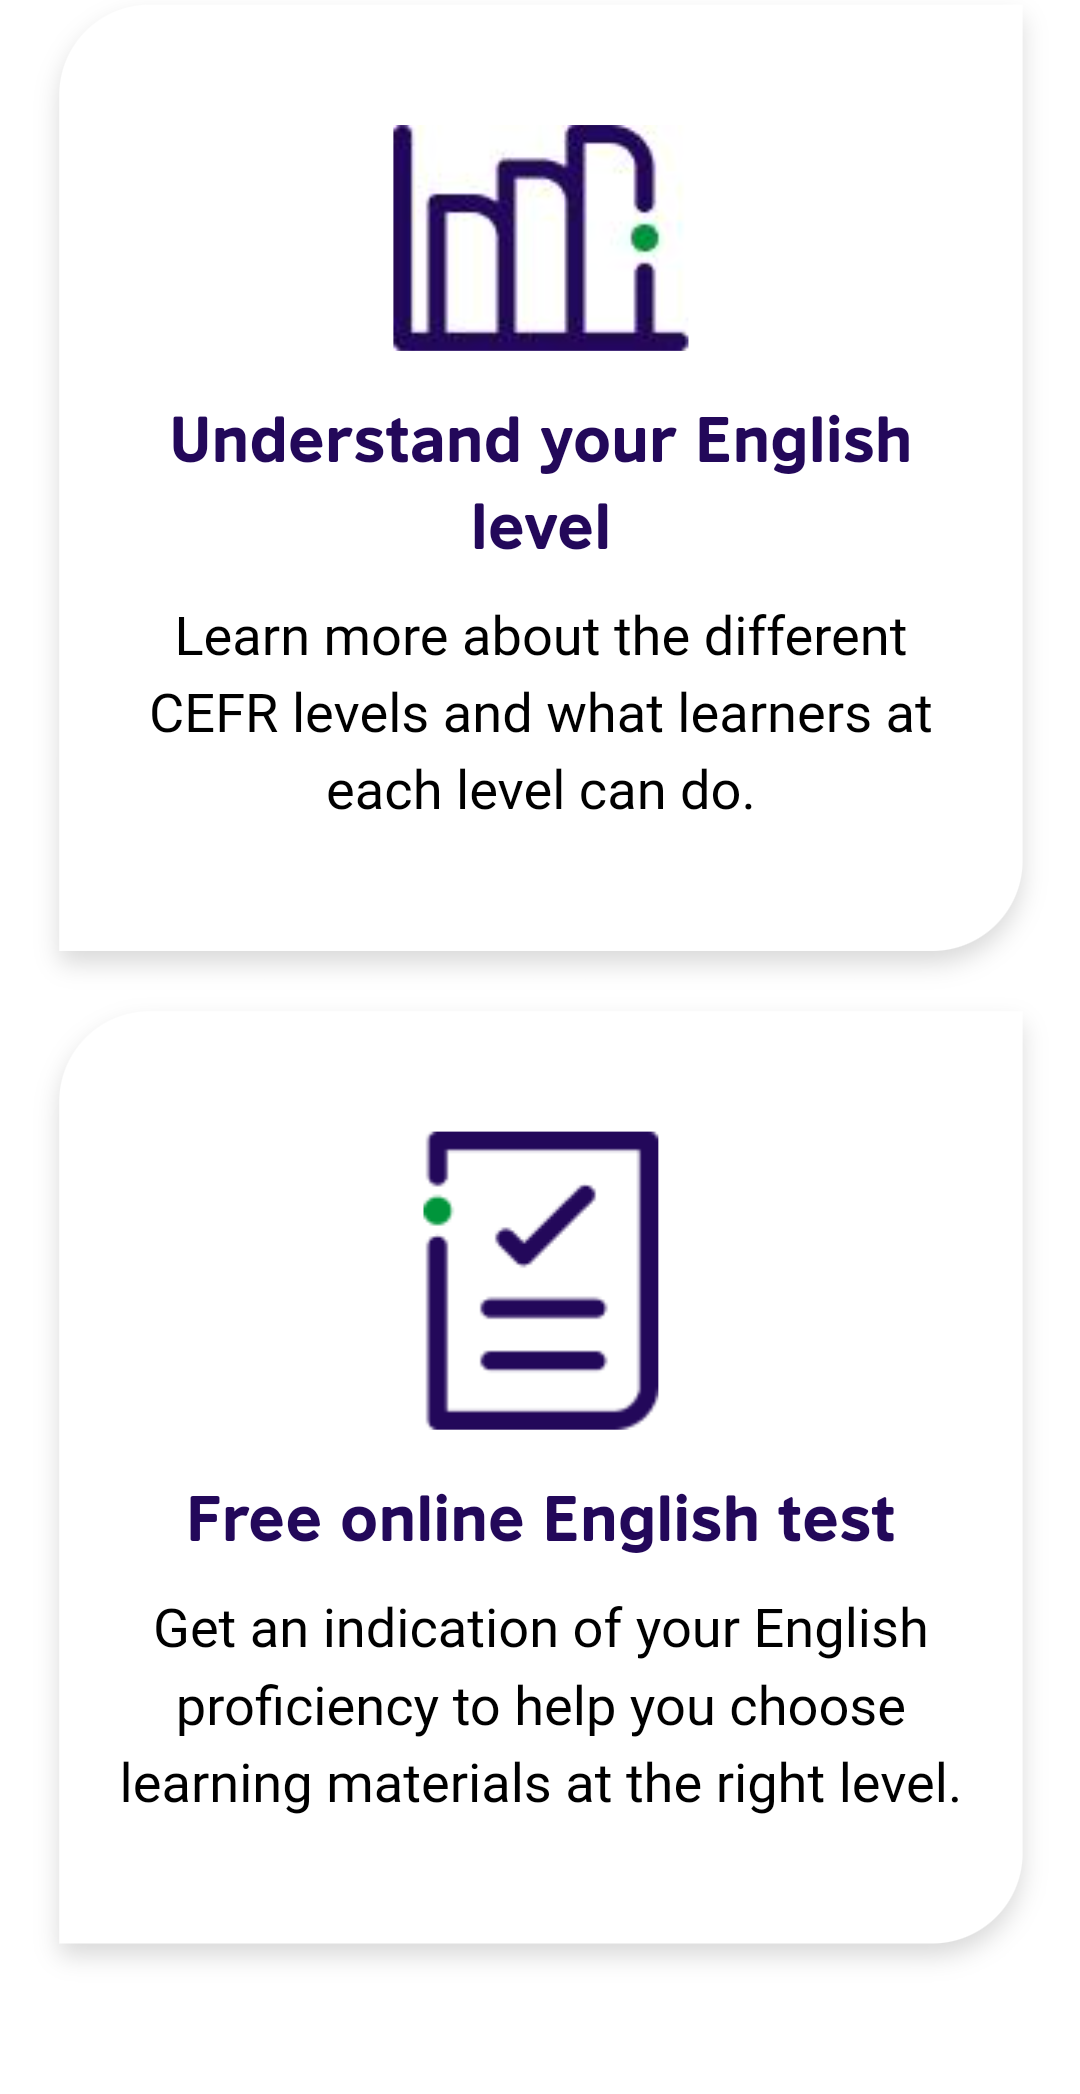 Understand your English
level
Learn more about the different
CEFR levels and what learners at
each level can do.
Free online English test
Get an indication of your English
proficiency to help you choose
learning materials at the right level.